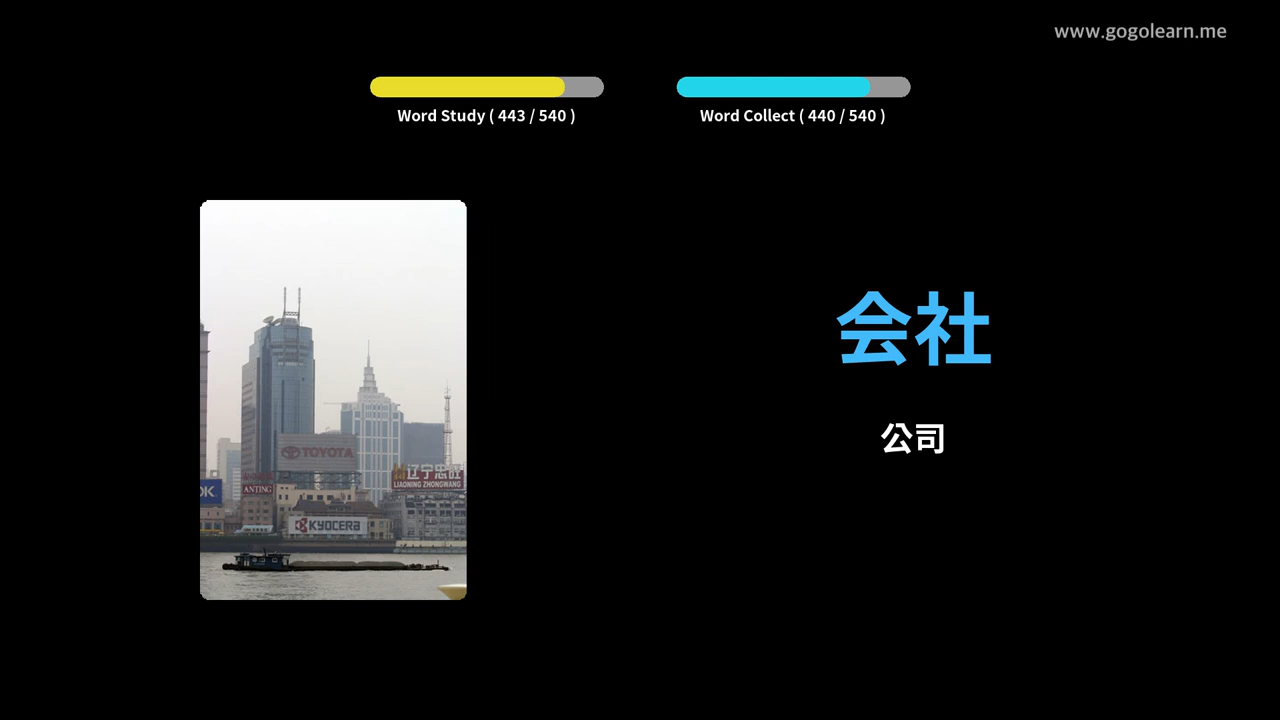 www.gogolearn.me
Word Study ( 443 / 540 )
Word Collect ( 440 / 540 )
会社
公司
TOYOTA
辽宁忠旺
LIAONING ZHONGWANG
ANTING
OK
KYOCERA